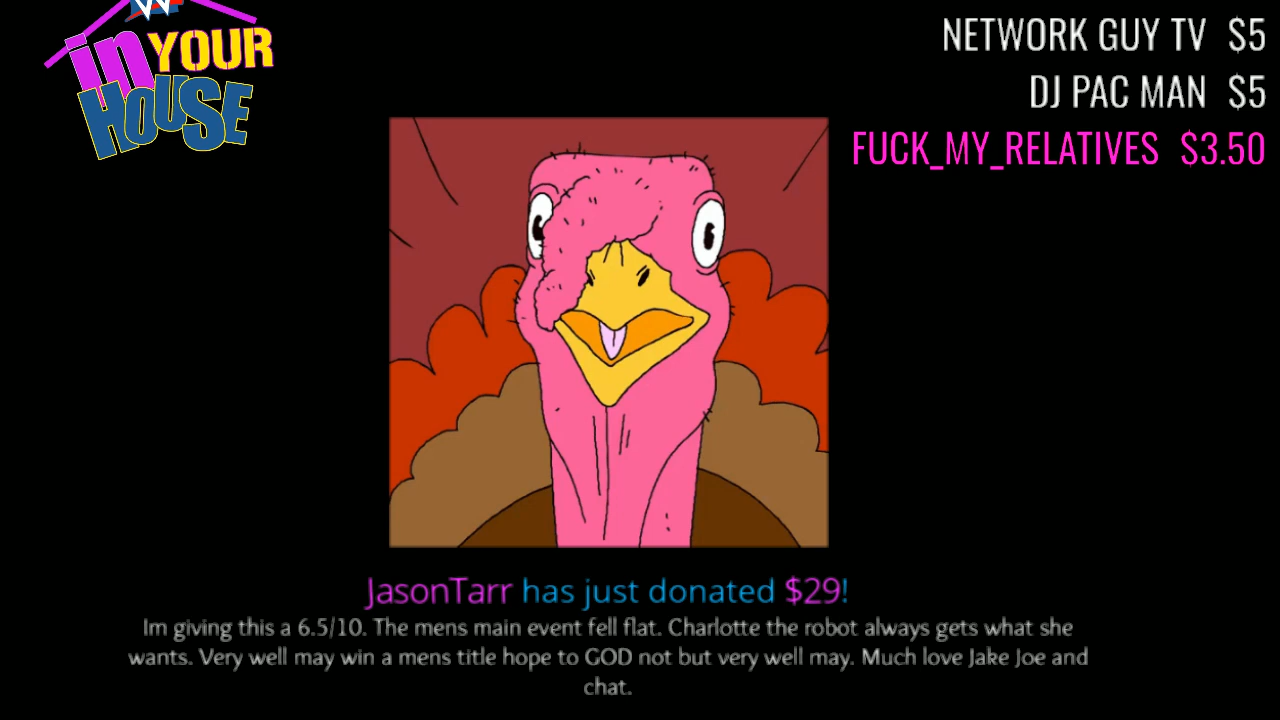 in YOUR
HOUSE
NETWORK GUY TV $5
DJ PAC MAN $5
FUCK_MY_RELATIVES $3.50
JasonTarr has just donated $29!
Im giving this a 6.5/10. The mens main event fell flat. Charlotte the robot always gets what she
wants. Very well may win a mens title hope to GOD not but very well may. Much love Jake Joe and
chat.